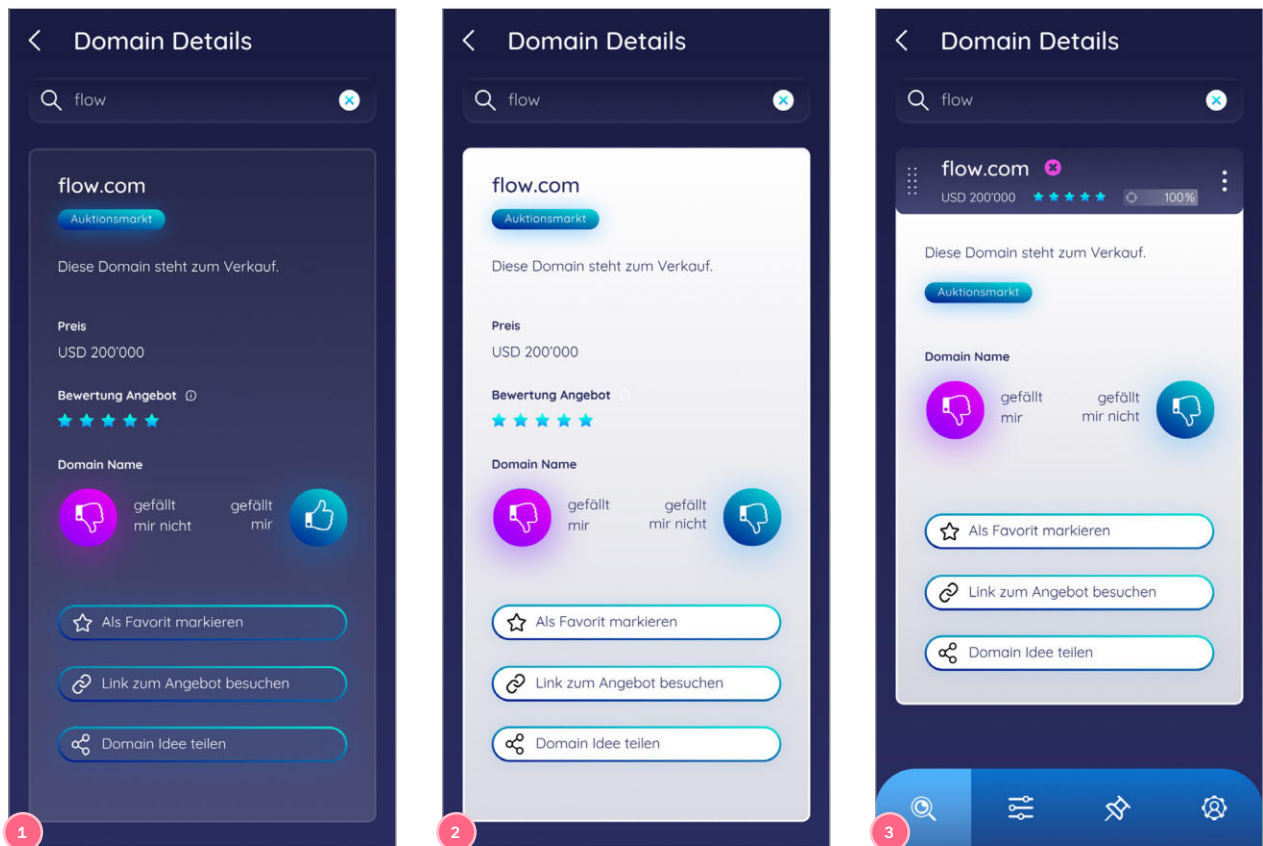 Domain Details
flow
flow.com
Auktionsmarkt
Diese Domain steht zum Verkauf.
Preis
USD 200'000
Bewertung Angebot
Domain Name
gefällt
mir nicht
gefällt
mir
Als Favorit markieren
Link zum Angebot besuchen
Domain Idee teilen
1
Domain Details
flow
flow.com
Auktionsmarkt
Diese Domain steht zum Verkauf.
Preis
USD 200'000
Bewertung Angebot
Domain Name
gefällt
mir
gefällt
mir nicht
Als Favorit markieren
Link zum Angebot besuchen
Domain Idee teilen
2
Domain Details
flow
flow.com
USD 200'000 100%
Diese Domain steht zum Verkauf.
Auktionsmarkt
Domain Name
gefällt
mir
gefällt
mir nicht
Als Favorit markieren
Link zum Angebot besuchen
Domain Idee teilen
3